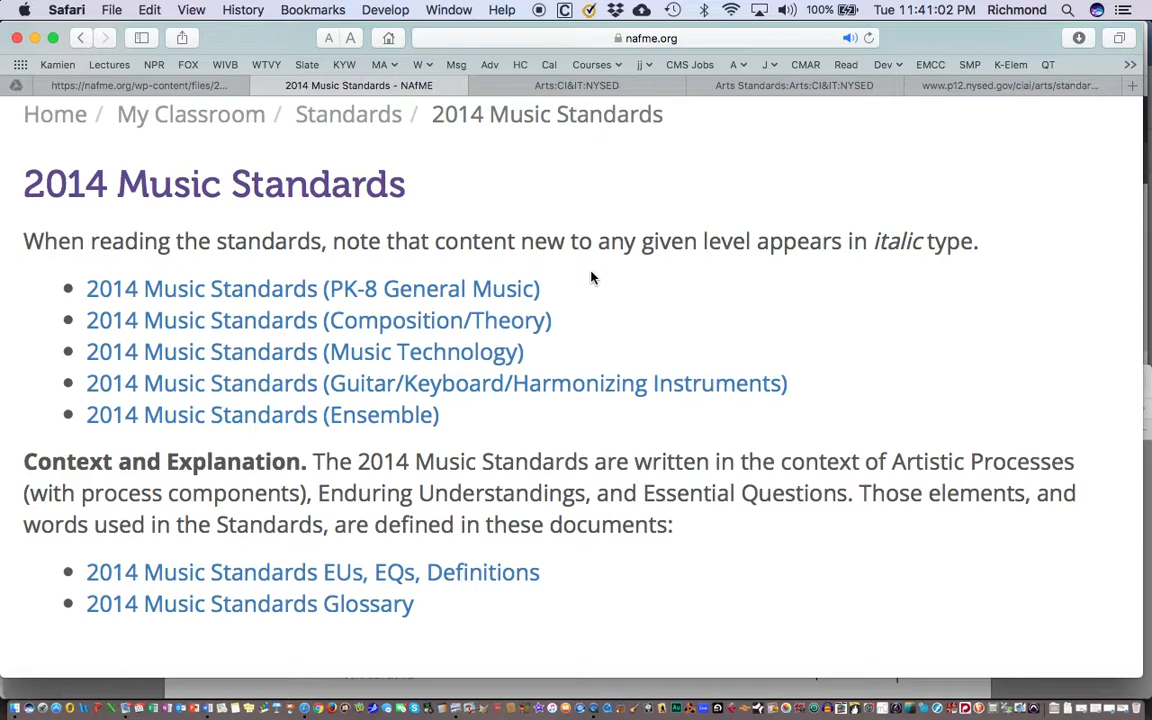 Safari File Edit View History Bookmarks Develop Window Help 100% Tue 11:41:02 PM Richmond
A A nafme.org
Kamien Lectures NPR FOX WIVB WTVY Slate KYW MA W Msg Adv HC Cal Courses jj CMS Jobs A J CMAR Read Dev EMCC SMP K-Elem QT >>
https://nafme.org/wp-content/files/2... 2014 Music Standards - NAfME Arts:CI&IT:NYSED Arts Standards:Arts:CI&IT:NYSED www.p12.nysed.gov/ciai/arts/standar... +
Home / My Classroom / Standards / 2014 Music Standards
2014 Music Standards
When reading the standards, note that content new to any given level appears in italic type.
• 2014 Music Standards (PK-8 General Music)
• 2014 Music Standards (Composition/Theory)
• 2014 Music Standards (Music Technology)
• 2014 Music Standards (Guitar/Keyboard/Harmonizing Instruments)
• 2014 Music Standards (Ensemble)
Context and Explanation. The 2014 Music Standards are written in the context of Artistic Processes
(with process components), Enduring Understandings, and Essential Questions. Those elements, and
words used in the Standards, are defined in these documents:
• 2014 Music Standards EUs, EQs, Definitions
• 2014 Music Standards Glossary